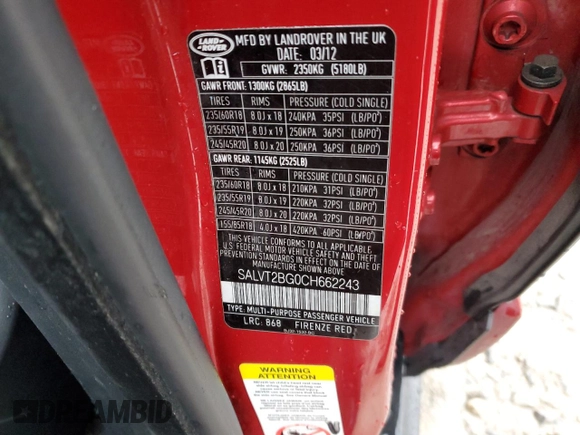 LAND-
ROVER
MFD BY LANDROVER IN THE UK
DATE: 03/12
GVWR: 2350KG (5180LB)
GAWR FRONT: 1300KG (2865LB)
TIRES RIMS PRESSURE (COLD SINGLE)
235/60R18 8.0J x 18 240KPA 35PSI (LB/PO²)
235/55R19 8.0J x 19 250KPA 36PSI (LB/PO²)
245/45R20 8.0J x 20 250KPA 36PSI (LB/PO²)
GAWR REAR: 1145KG (2525LB)
TIRES RIMS PRESSURE (COLD SINGLE)
235/60R18 8.0J x 18 210KPA 31PSI (LB/PO²)
235/55R19 8.0J x 19 220KPA 32PSI (LB/PO²)
245/45R20 8.0J x 20 220KPA 32PSI (LB/PO²)
155/85R18 4.0J x 18 420KPA 60PSI (LB/PO²)
THIS VEHICLE CONFORMS TO ALL APPLICABLE
U.S. FEDERAL MOTOR VEHICLE SAFETY AND THEFT
PREVENTION STANDARDS IN EFFECT ON THE DATE
OF MANUFACTURE SHOWN ABOVE.
SALVT2BG0CH662243
TYPE: MULTI-PURPOSE PASSENGER VEHICLE
LRC: 868 FIRENZE RED
WARNING
ATTENTION